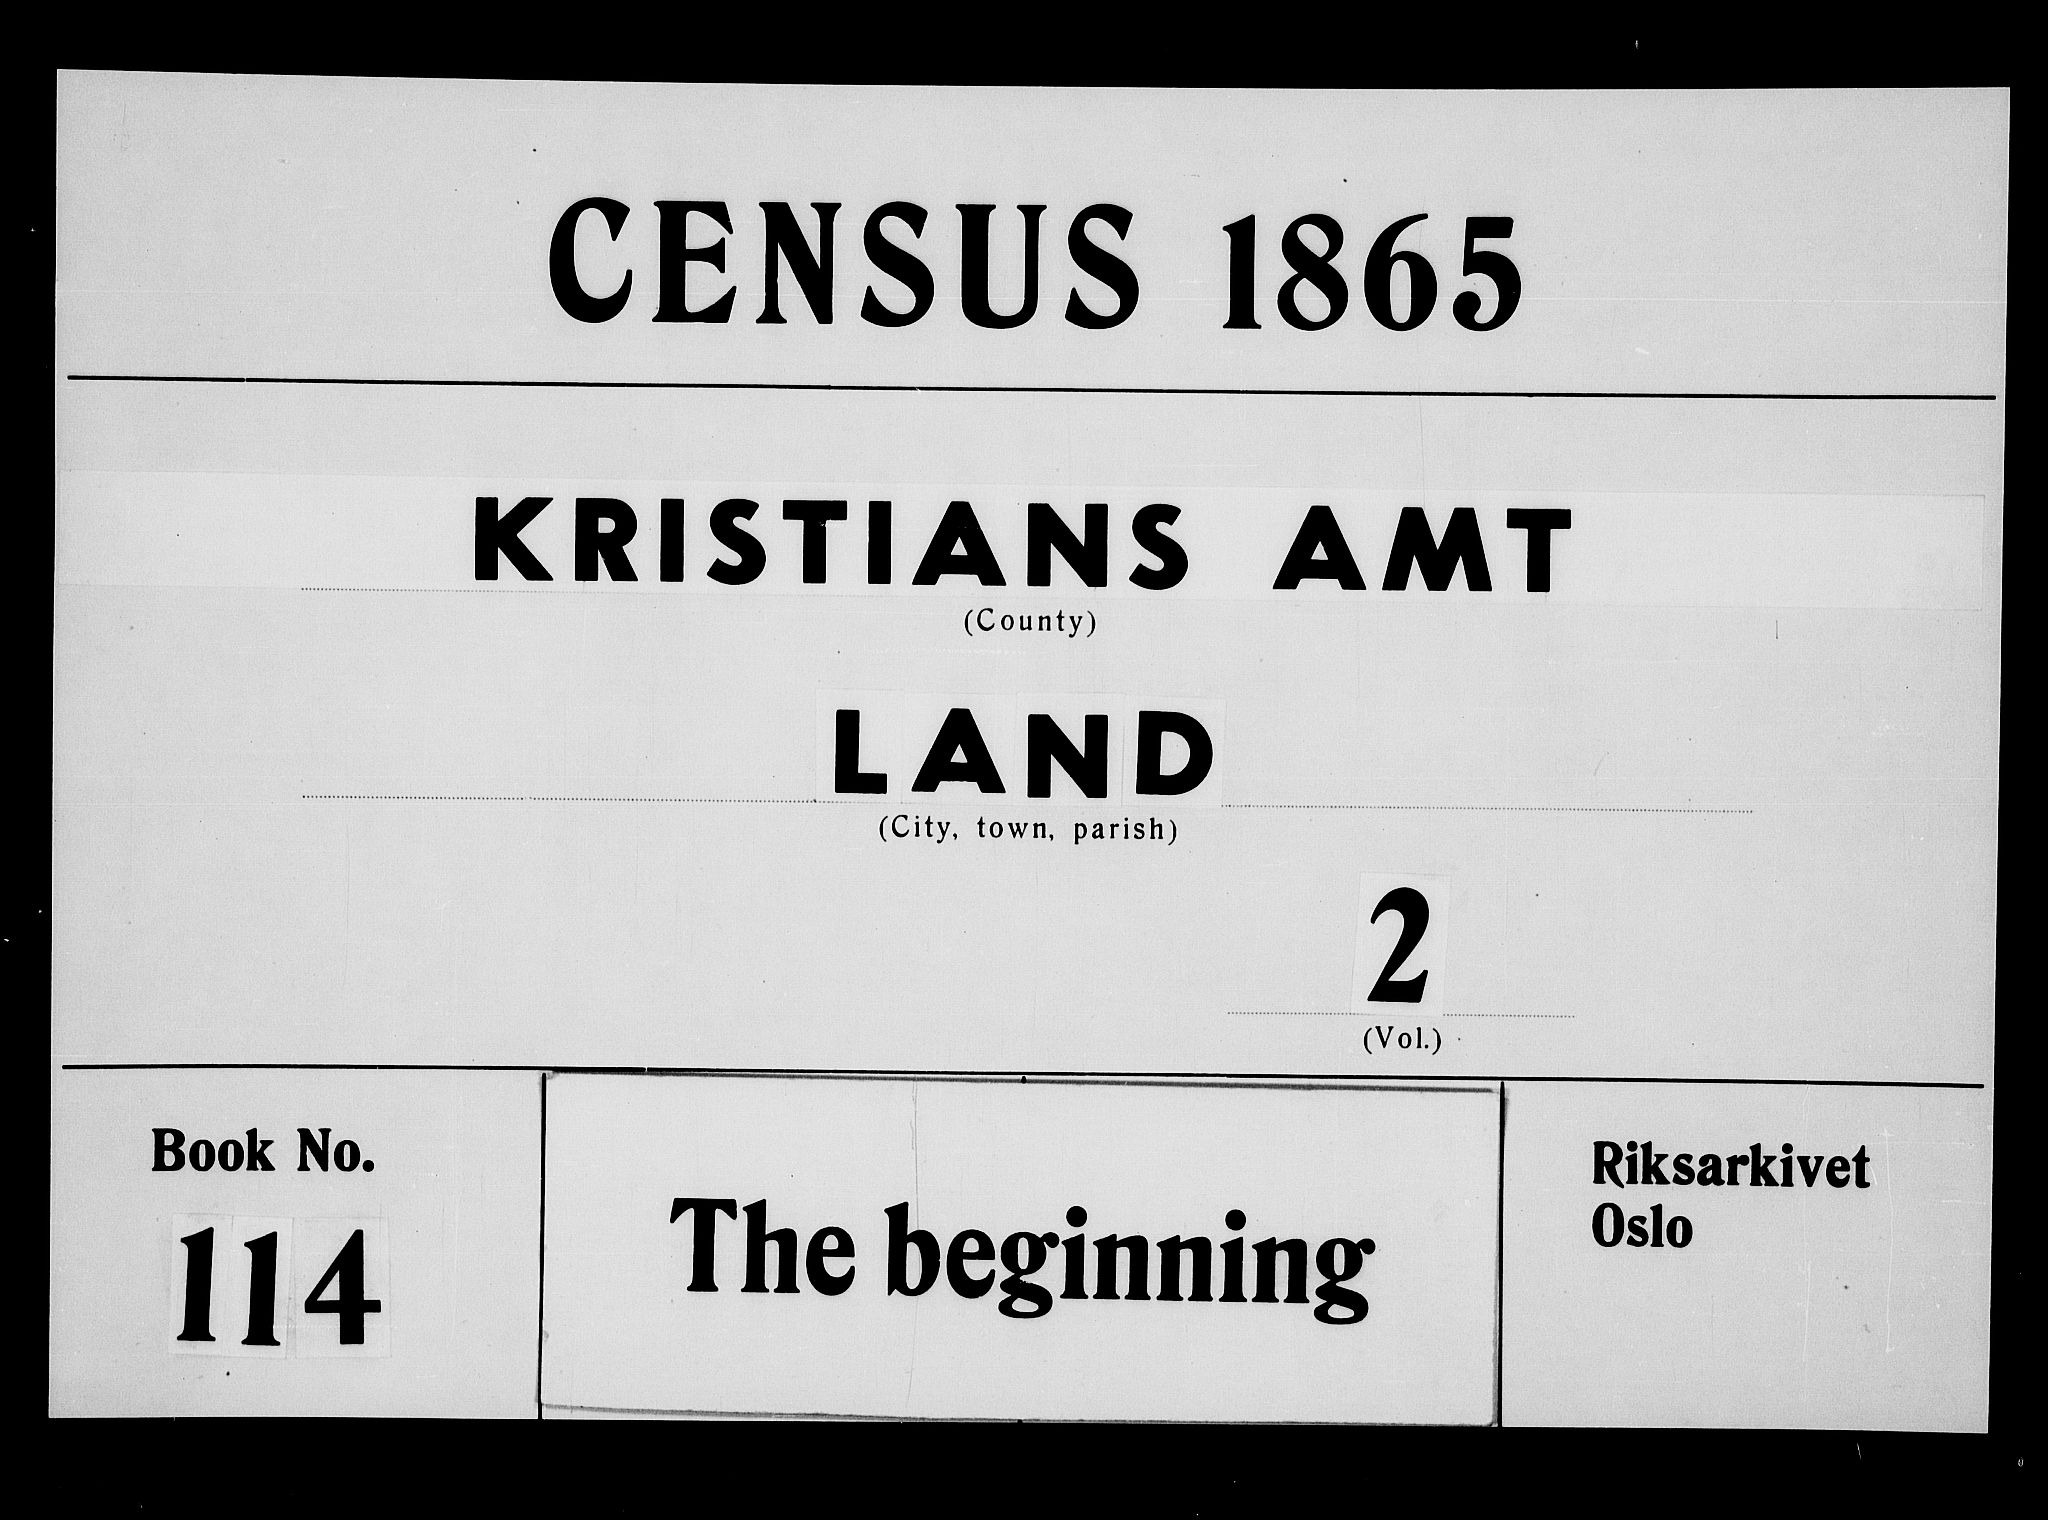 CENSUS 1865
KRISTIANS AMT
(County)
LAND
(City, town, parish)
2
(Vol.)
Book No.
114
The beginning
Riksarkivet
Oslo